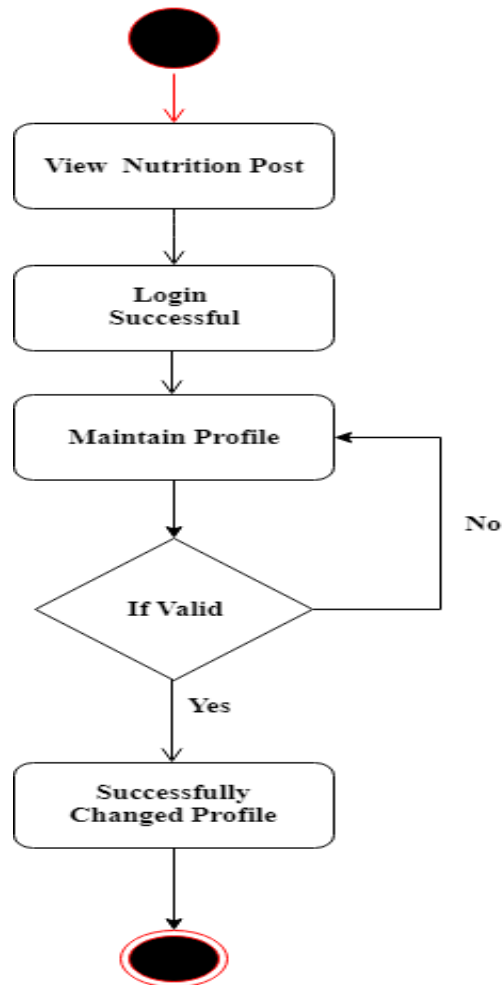 View Nutrition Post
Login
Successful
Maintain Profile
No
If Valid
Yes
Successfully
Changed Profile